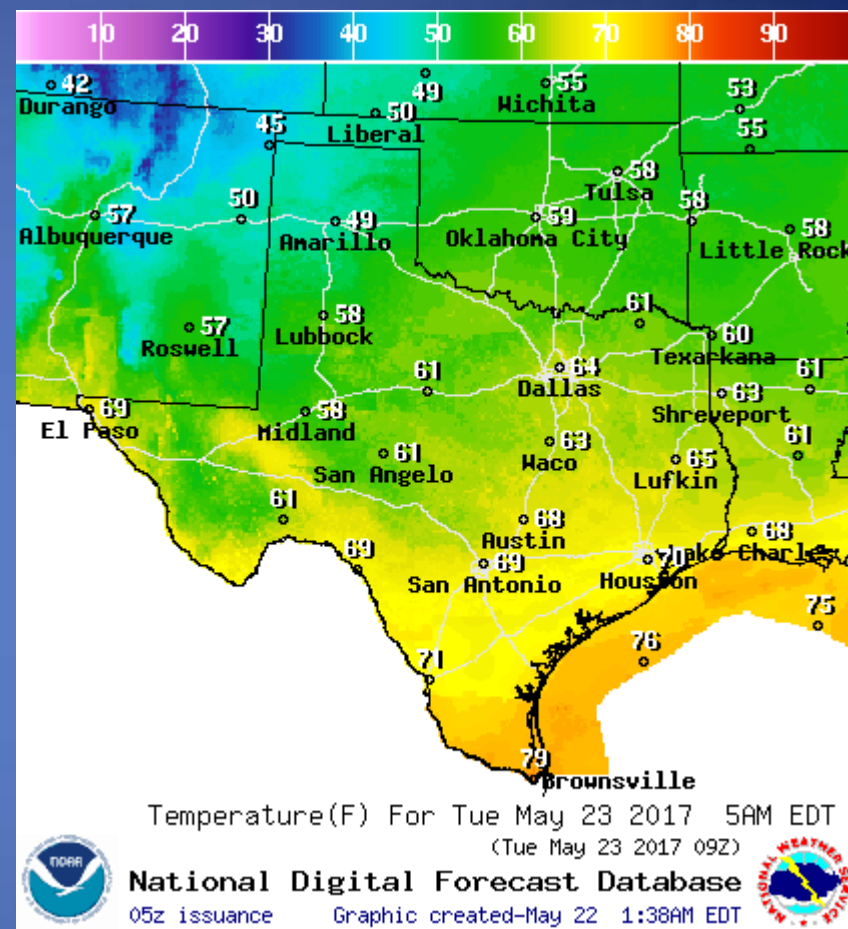 10 20 30 40 50 60 70 80 90
42
Durango
49
55
Wichita
53
50
Liberal
45
55
58
Tulsa
57
Albuquerque
50
49
Amarillo
59
Oklahoma City
58
58
Little Rock
57
Roswell
58
Lubbock
61
60
Texarkana
64
Dallas
61
63
Shreveport
61
69
El Paso
58
Midland
61
San Angelo
63
Waco
65
Lufkin
61
61
68
Austin
68
Lake Charles
69
69
San Antonio
70
Houston
75
76
71
79
Brownsville
Temperature(F) For Tue May 23 2017 5AM EDT
(Tue May 23 2017 09Z)
National Digital Forecast Database
05z issuance Graphic created-May 22 1:38AM EDT
NOAA
NATIONAL WEATHER SERVICE